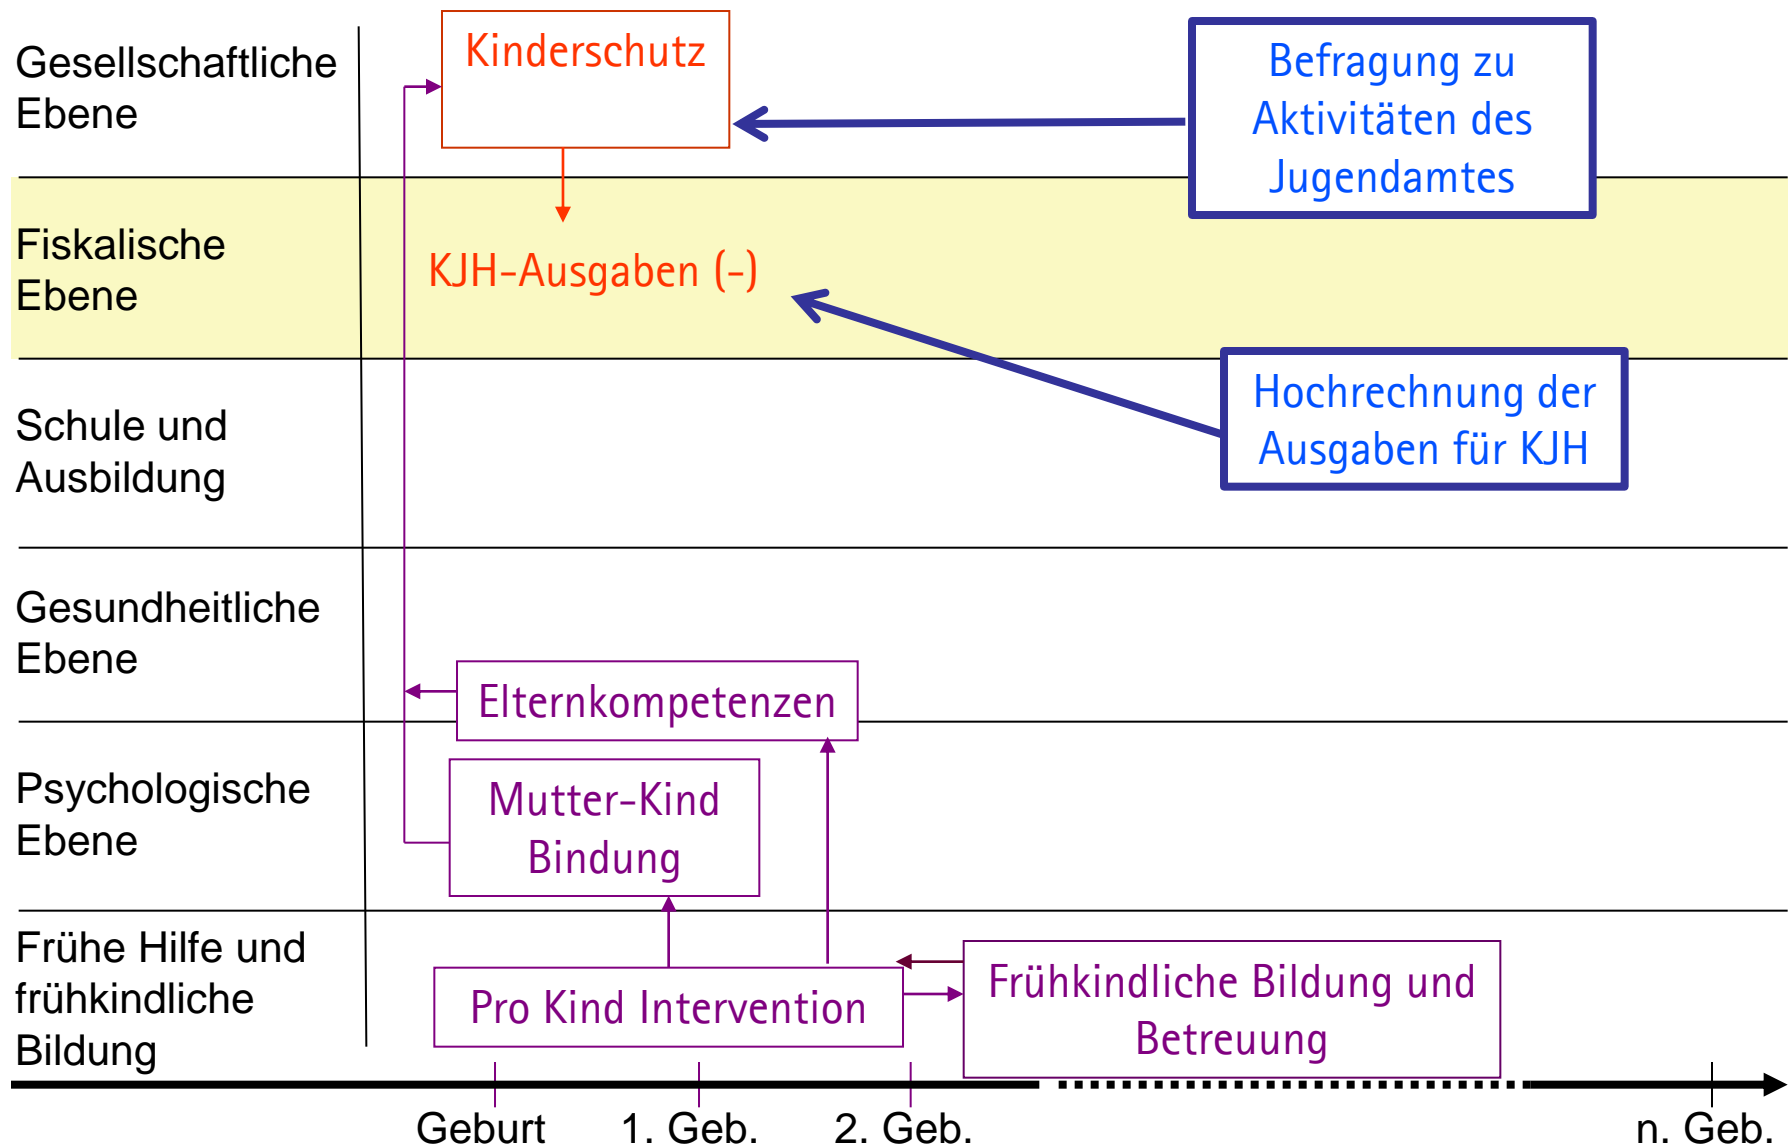 Gesellschaftliche
Ebene
Kinderschutz
Befragung zu
Aktivitäten des
Jugendamtes
Fiskalische
Ebene
KJH-Ausgaben (-)
Schule und
Ausbildung
Hochrechnung der
Ausgaben für KJH
Gesundheitliche
Ebene
Elternkompetenzen
Psychologische
Ebene
Mutter-Kind
Bindung
Frühe Hilfe und
frühkindliche
Bildung
Pro Kind Intervention
Frühkindliche Bildung und
Betreuung
Geburt 1. Geb. 2. Geb. n. Geb.